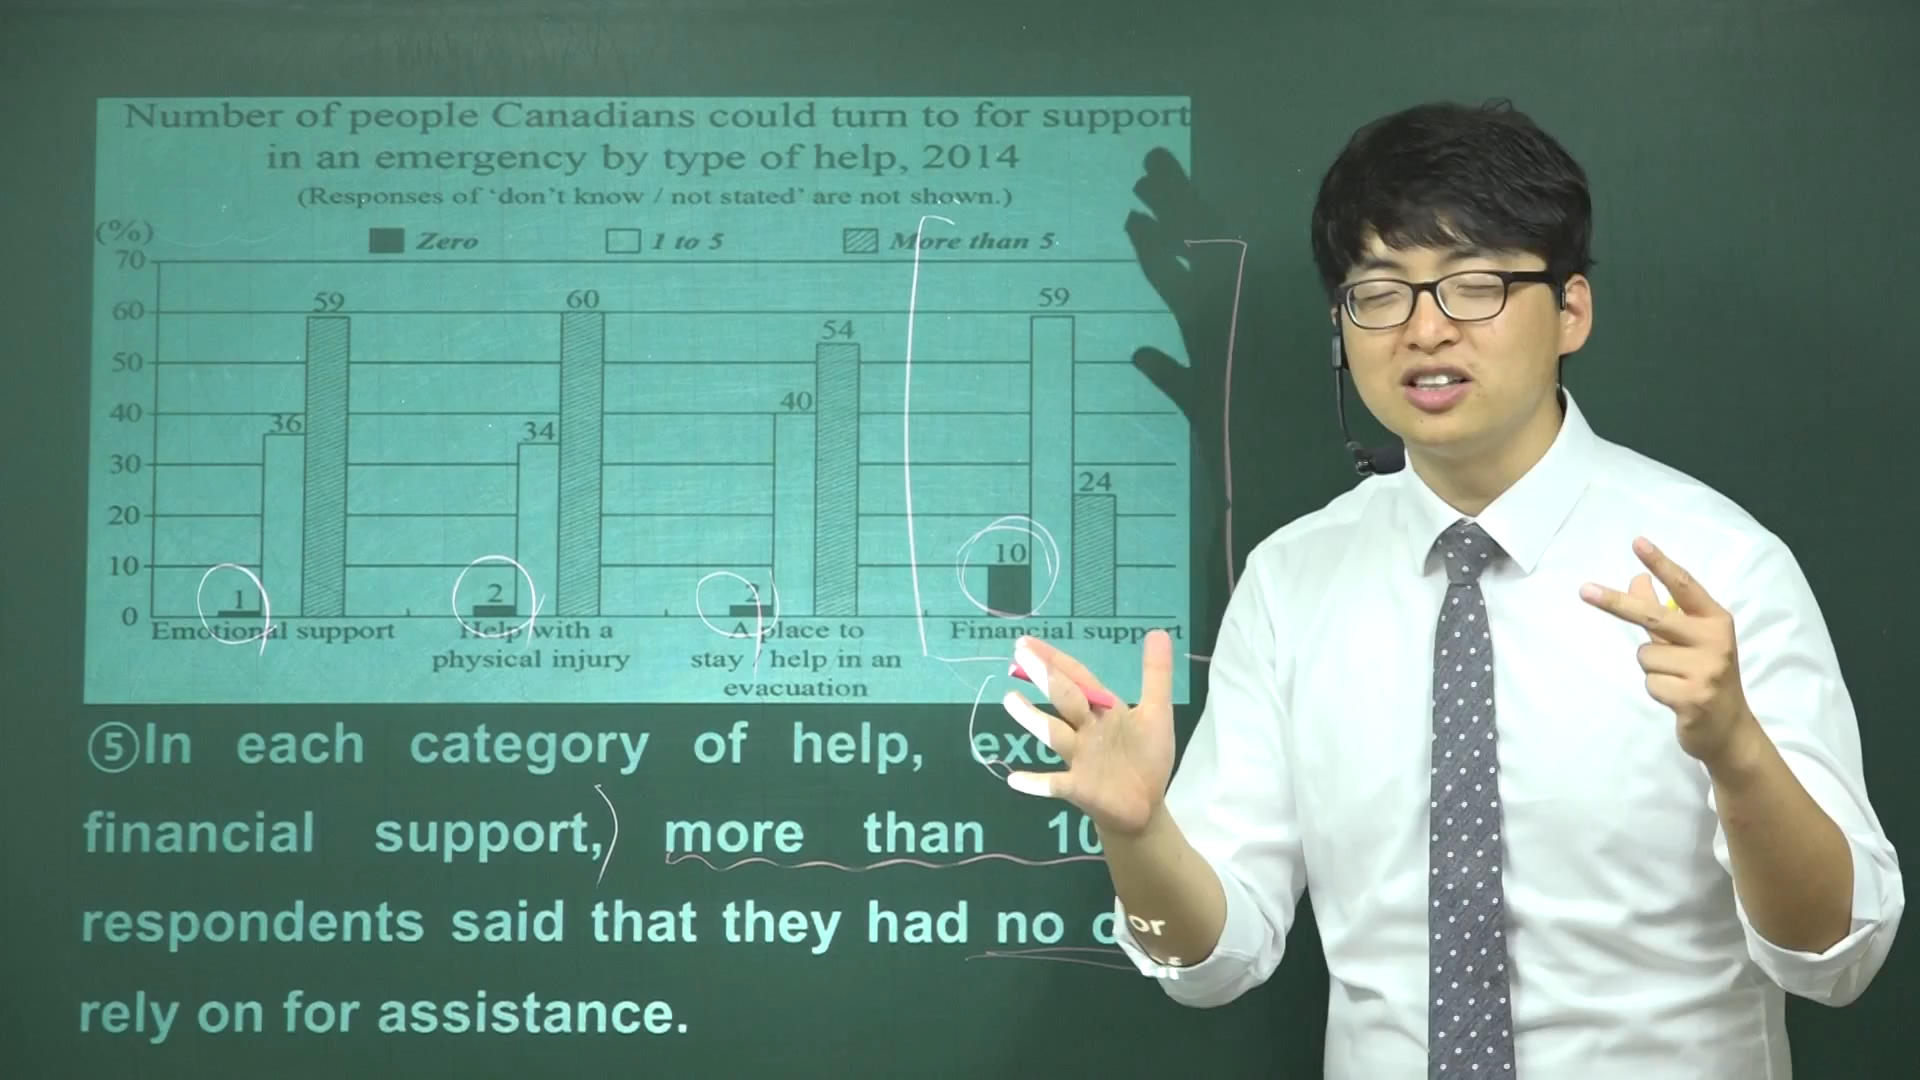 Number of people Canadians could turn to for support
in an emergency by type of help, 2014
(Responses of ‘don’t know / not stated’ are not shown.)
(%)
Zero 1 to 5 More than 5
70
60
50
40
30
20
10
0
1 36 59
2 34 60
2 40 54
10 59 24
Emotional support
Help with a
physical injury
A place to
stay / help in an
evacuation
Financial support
⑤In each category of help,
financial support, more than 10
respondents said that they had no
rely on for assistance.